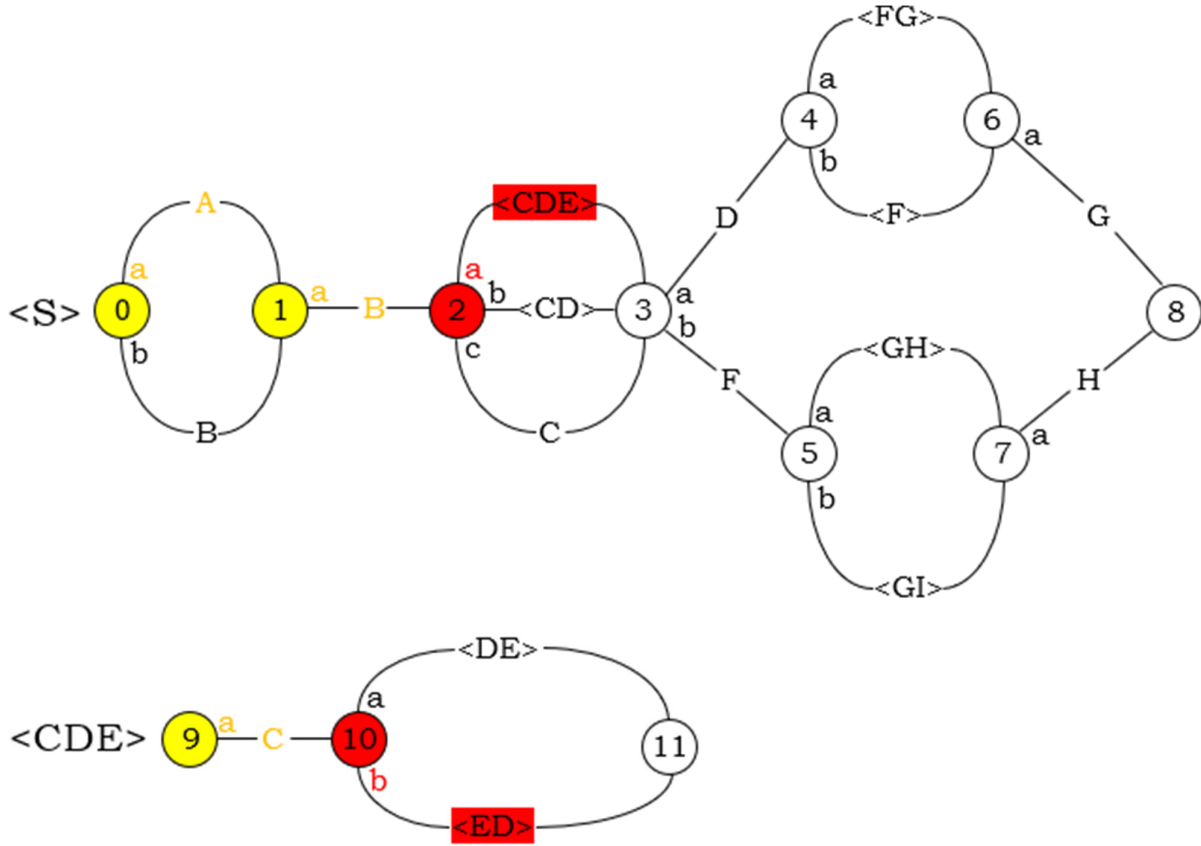 <FG>
a
4 6
a
b
<F>
A
<CDE>
D
G
a
a
<S> 0 1 a B 2 b <CD> 3 a 8
b
c
b
<GH>
F
H
B
C
a
5 7 a
b
<GI>
<DE>
a
<CDE> 9 a C 10 11
b
<ED>